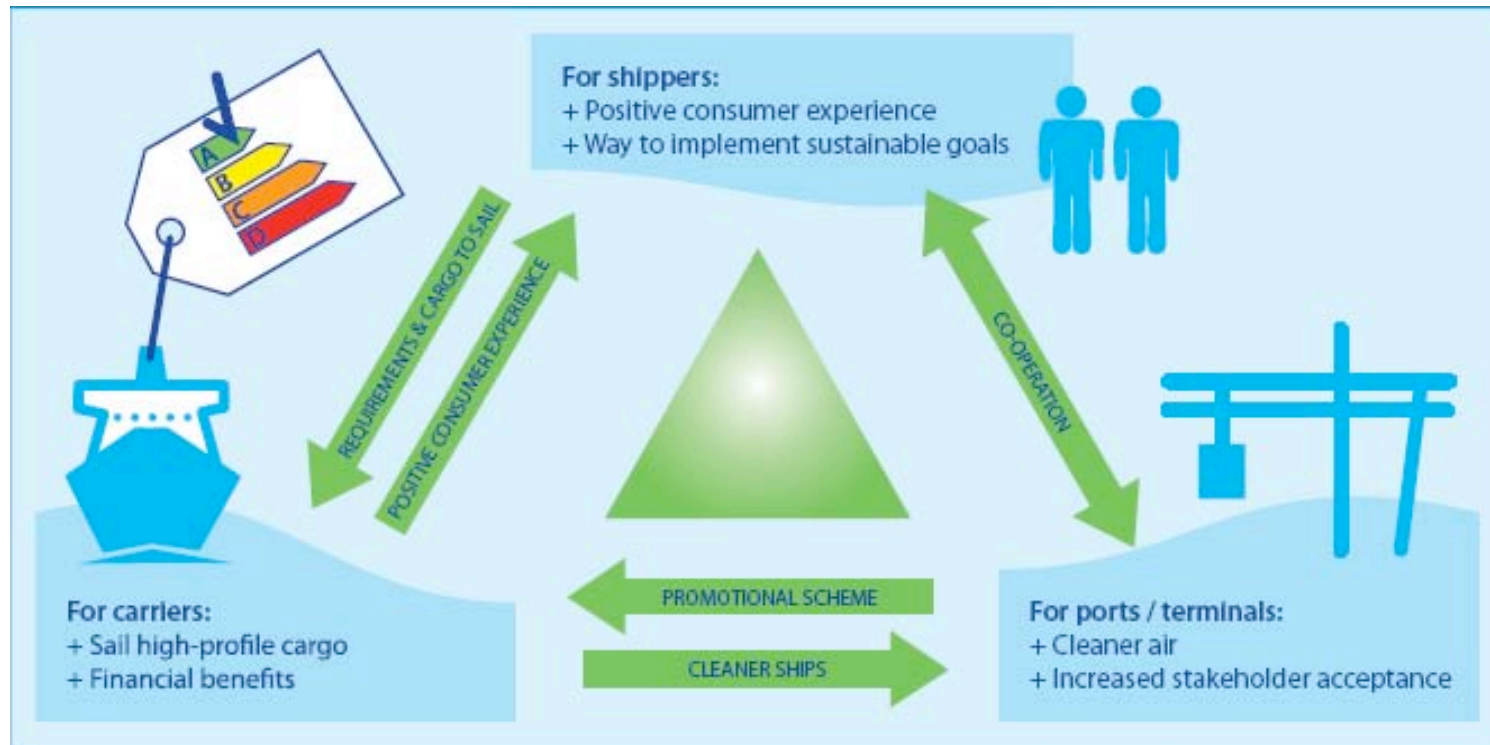 For shippers:
+ Positive consumer experience
+ Way to implement sustainable goals
A
B
C
D
REQUIREMENTS & CARGO TO SAIL
POSITIVE CONSUMER EXPERIENCE
CO-OPERATION
PROMOTIONAL SCHEME
CLEANER SHIPS
For carriers:
+ Sail high-profile cargo
+ Financial benefits
For ports / terminals:
+ Cleaner air
+ Increased stakeholder acceptance